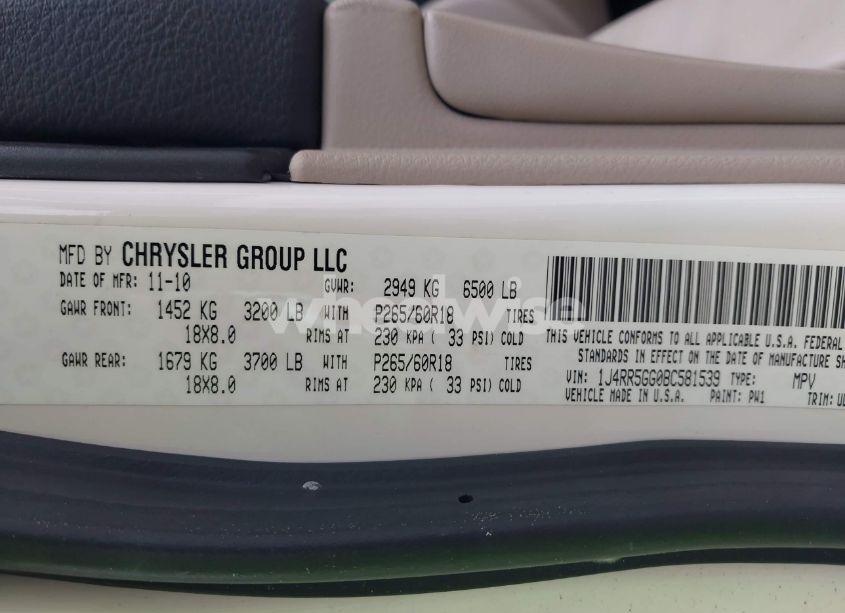 MFD BY CHRYSLER GROUP LLC
DATE OF MFR: 11-10 GVWR: 2949 KG 6500 LB
GAWR FRONT: 1452 KG 3200 LB WITH P265/60R18 TIRES
18X8.0 RIMS AT 230 KPA ( 33 PSI) COLD
GAWR REAR: 1679 KG 3700 LB WITH P265/60R18 TIRES
18X8.0 RIMS AT 230 KPA ( 33 PSI) COLD
THIS VEHICLE CONFORMS TO ALL APPLICABLE U.S.A. FEDERAL
STANDARDS IN EFFECT ON THE DATE OF MANUFACTURE
VIN: 1J4RR5GG0BC581539 TYPE: MPV
VEHICLE MADE IN U.S.A. PAINT: PW1 TRIM:
wheelwise